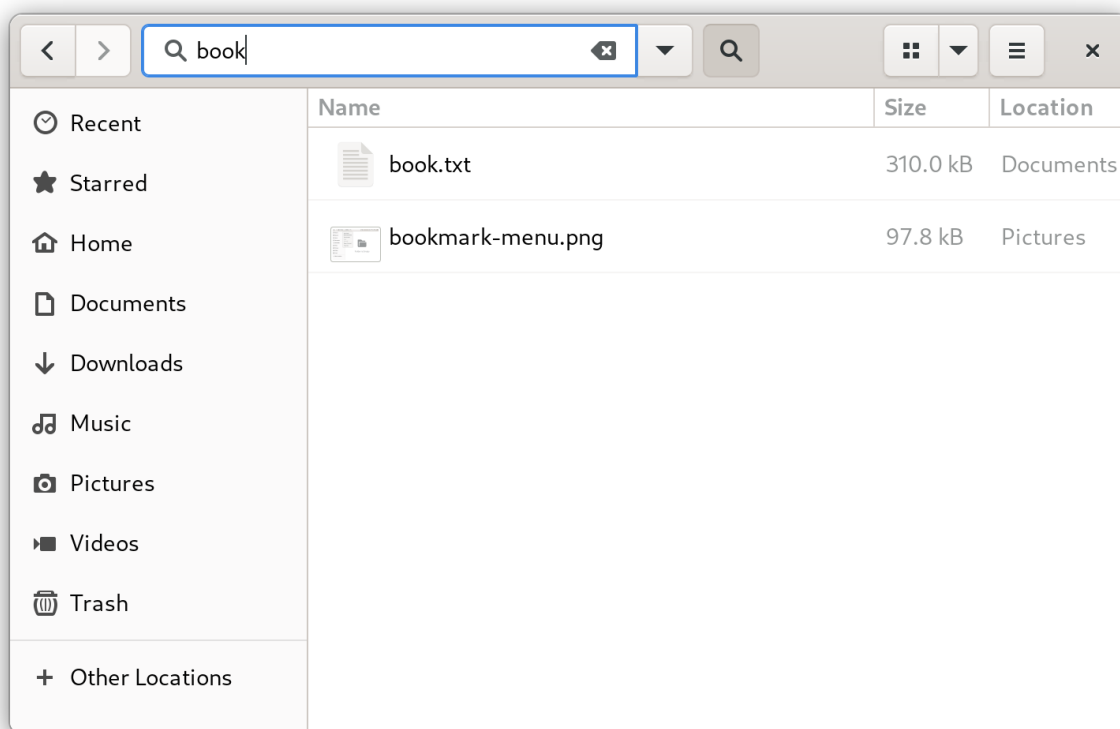 book
Recent
Starred
Home
Documents
Downloads
Music
Pictures
Videos
Trash
Other Locations
Name Size Location
book.txt 310.0 kB Documents
bookmark-menu.png 97.8 kB Pictures